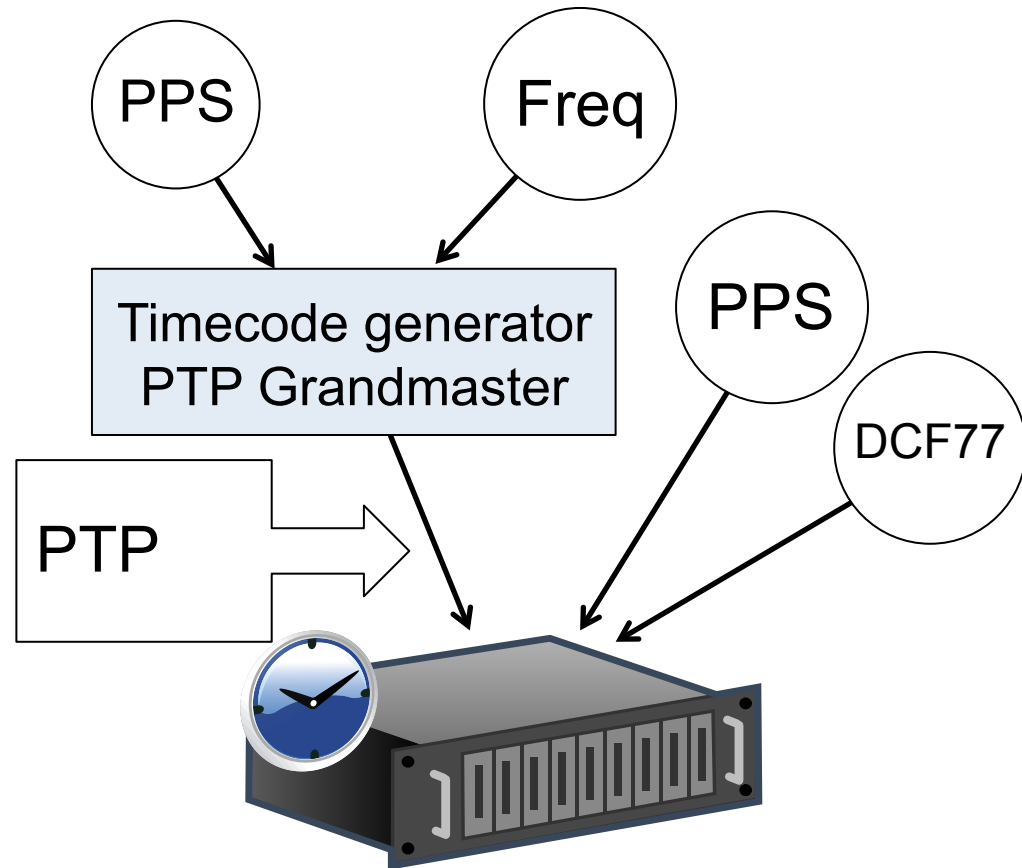 PPS
Freq
Timecode generator
PTP Grandmaster
PPS
DCF77
PTP